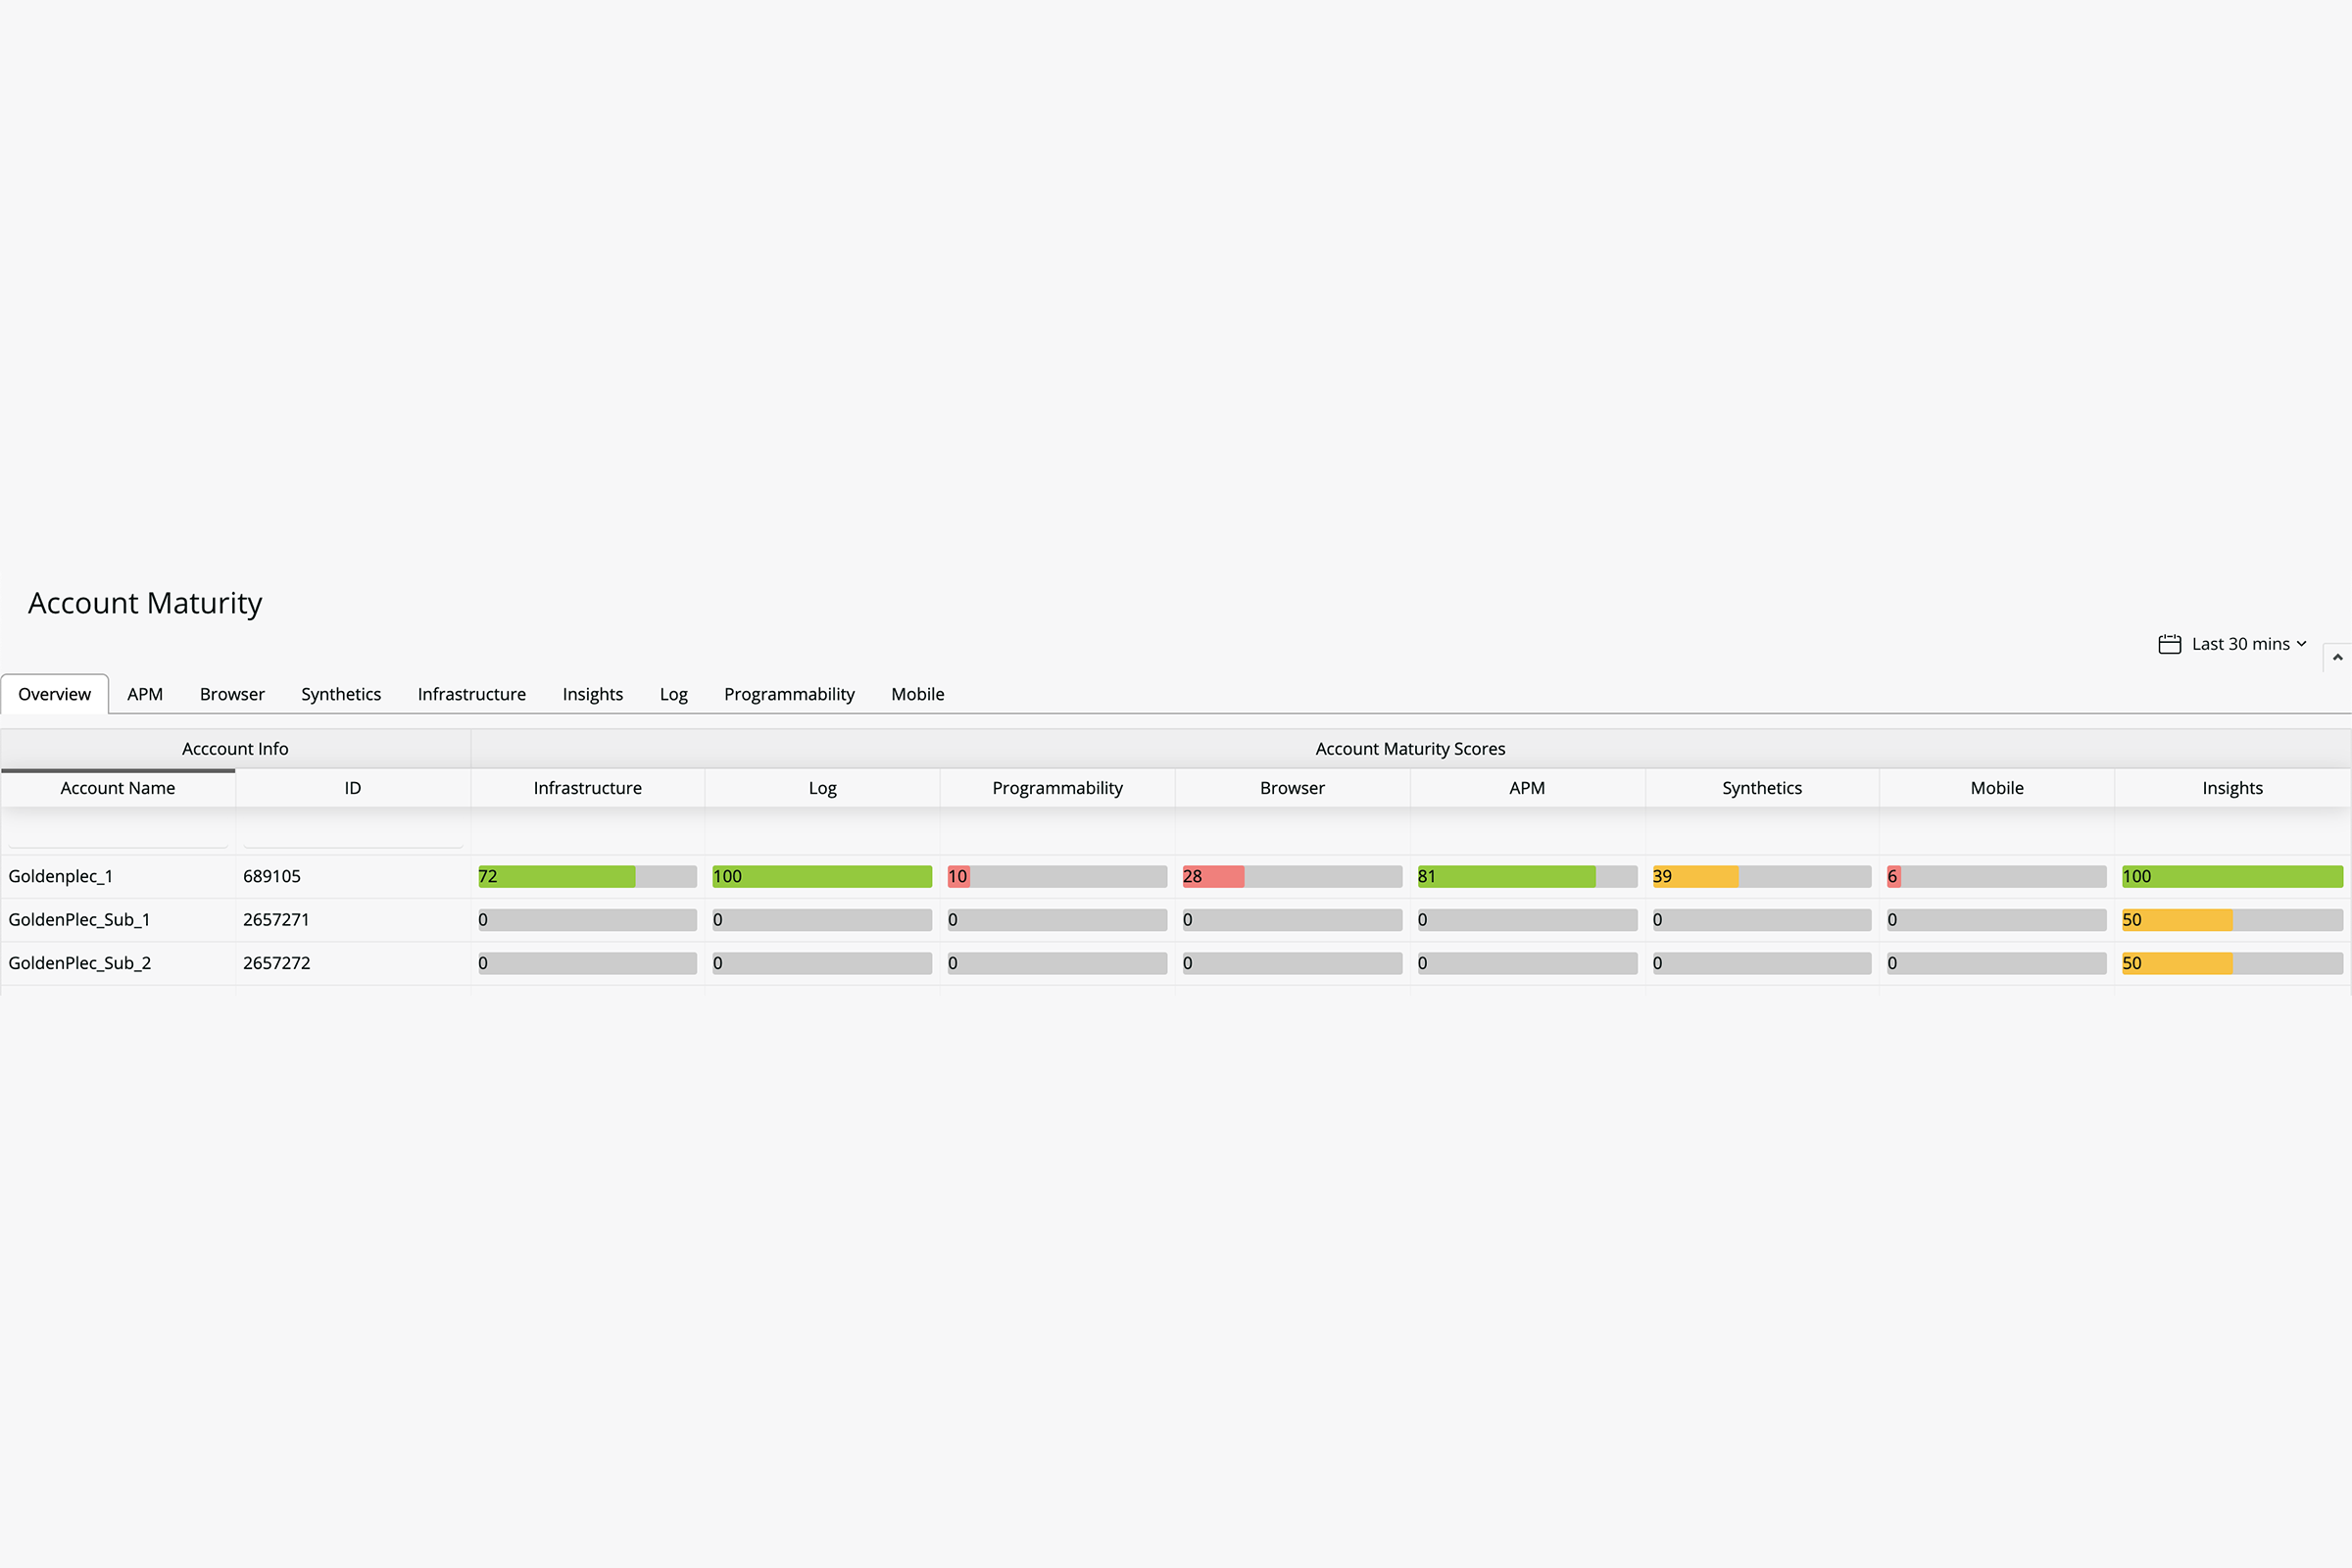 Account Maturity
Last 30 mins
Overview APM Browser Synthetics Infrastructure Insights Log Programmability Mobile
Acccount Info Account Maturity Scores
Account Name ID Infrastructure Log Programmability Browser APM Synthetics Mobile Insights
Goldenplec_1 689105 72 100 10 28 81 39 6 100
GoldenPlec_Sub_1 2657271 0 0 0 0 0 0 0 50
GoldenPlec_Sub_2 2657272 0 0 0 0 0 0 0 50